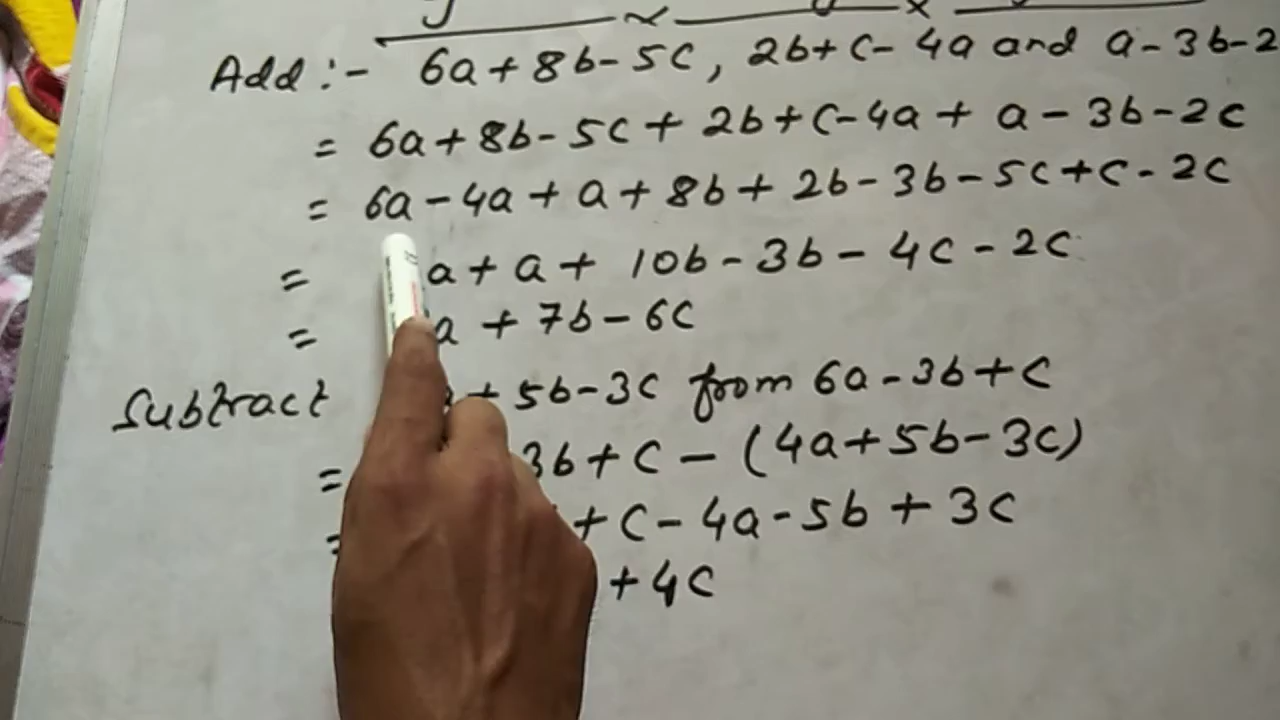 Add :- 6a + 8b - 5c , 2b + c - 4a and a - 3b - 2
= 6a + 8b - 5c + 2b + c - 4a + a - 3b - 2c
= 6a - 4a + a + 8b + 2b - 3b - 5c + c - 2c
= a + a + 10b - 3b - 4c - 2c
= a + 7b - 6c
Subtract + 5b - 3c from 6a - 3b + c
= 3b + c - (4a + 5b - 3c)
= + c - 4a - 5b + 3c
+ 4c